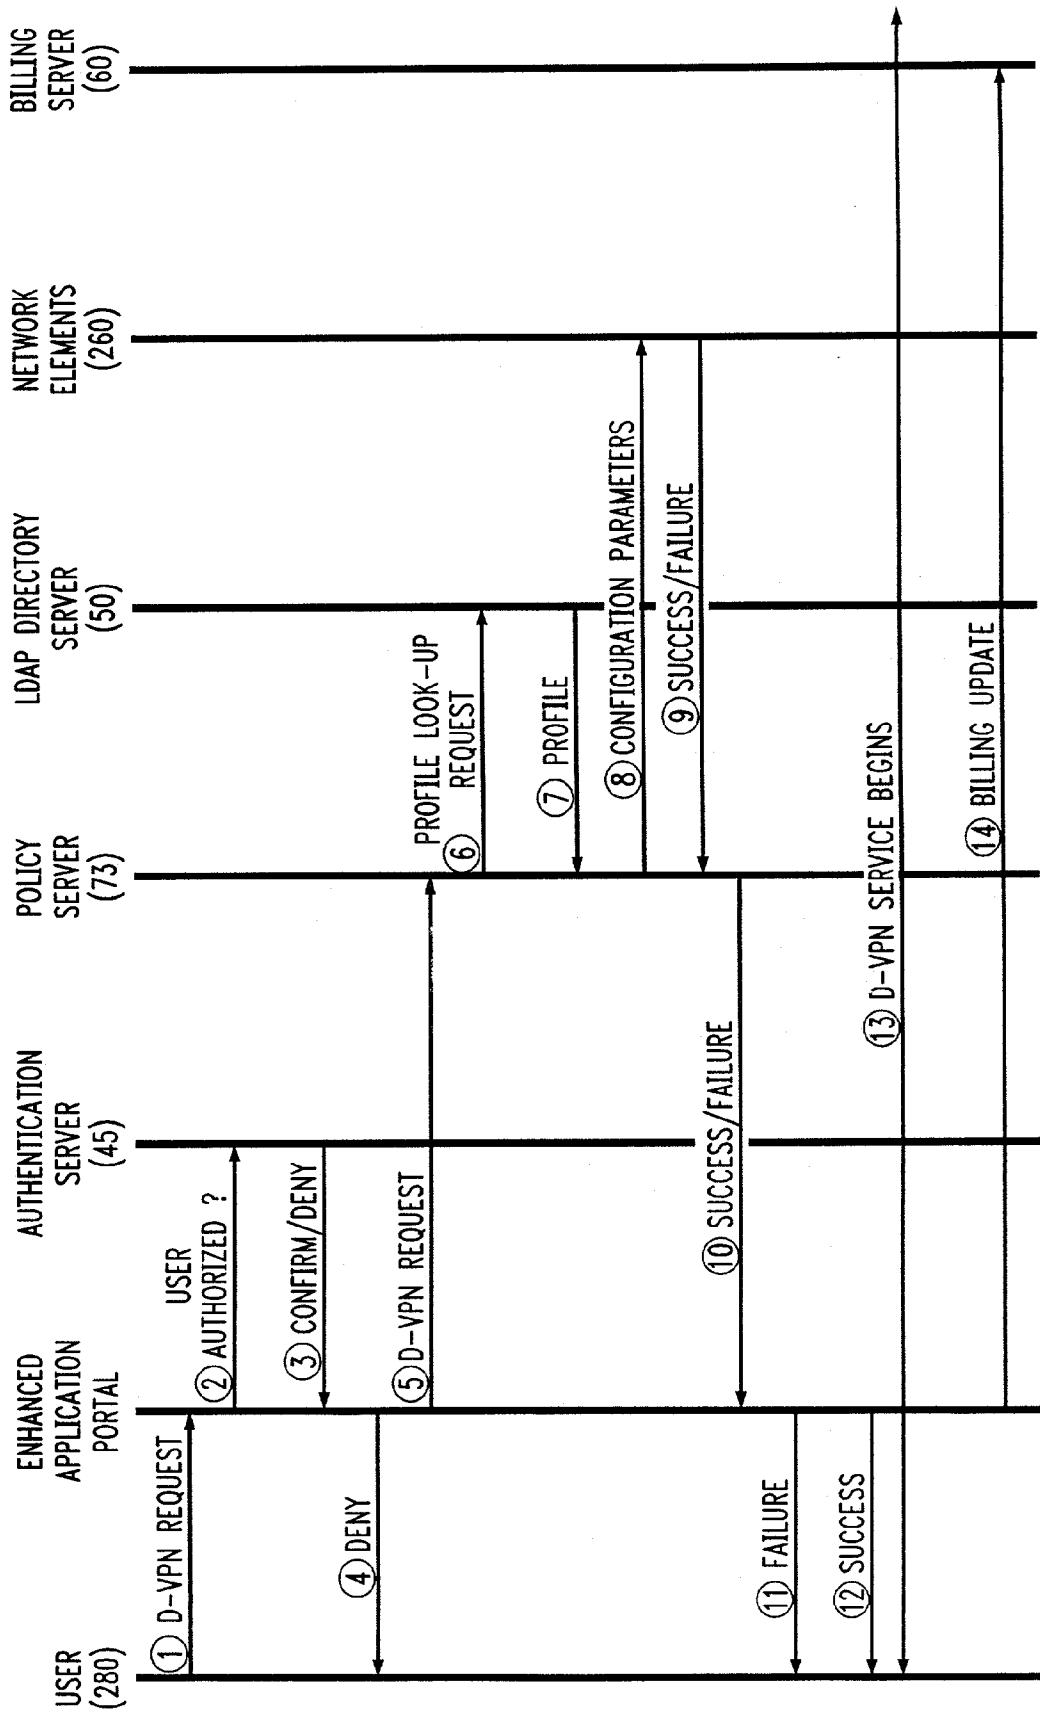 USER
(280)
ENHANCED
APPLICATION
PORTAL
AUTHENTICATION
SERVER
(45)
POLICY
SERVER
(73)
LDAP DIRECTORY
SERVER
(50)
NETWORK
ELEMENTS
(260)
BILLING
SERVER
(60)
1 D-VPN REQUEST
USER
2 AUTHORIZED ?
3 CONFIRM/DENY
4 DENY
5 D-VPN REQUEST
PROFILE LOOK-UP
6 REQUEST
7 PROFILE
8 CONFIGURATION PARAMETERS
9 SUCCESS/FAILURE
10 SUCCESS/FAILURE
11 FAILURE
12 SUCCESS
13 D-VPN SERVICE BEGINS
14 BILLING UPDATE